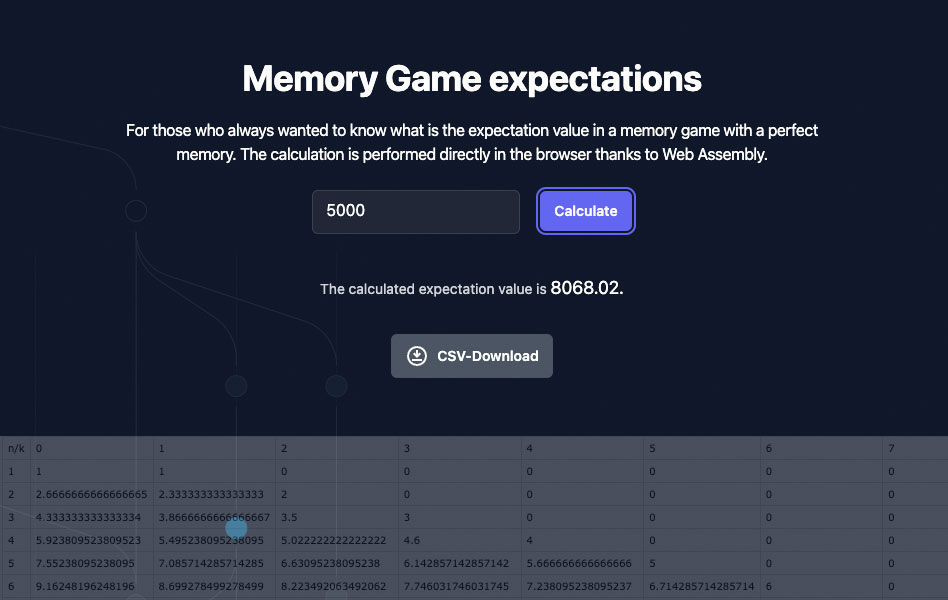 Memory Game expectations
For those who always wanted to know what is the expectation value in a memory game with a perfect
memory. The calculation is performed directly in the browser thanks to Web Assembly.
5000 Calculate
The calculated expectation value is 8068.02.
CSV-Download
n/k 0 1 2 3 4 5 6 7
1 1 1 0 0 0 0 0 0
2 2.6666666666666665 2.333333333333333 2 0 0 0 0 0
3 4.333333333333334 3.8666666666666667 3.5 3 0 0 0 0
4 5.923809523809523 5.495238095238095 5.022222222222222 4.6 4 0 0 0
5 7.55238095238095 7.085714285714285 6.63095238095238 6.142857142857142 5.666666666666666 5 0 0
6 9.16248196248196 8.699278499278499 8.223492063492062 7.746031746031745 7.238095238095237 6.714285714285714 6 0